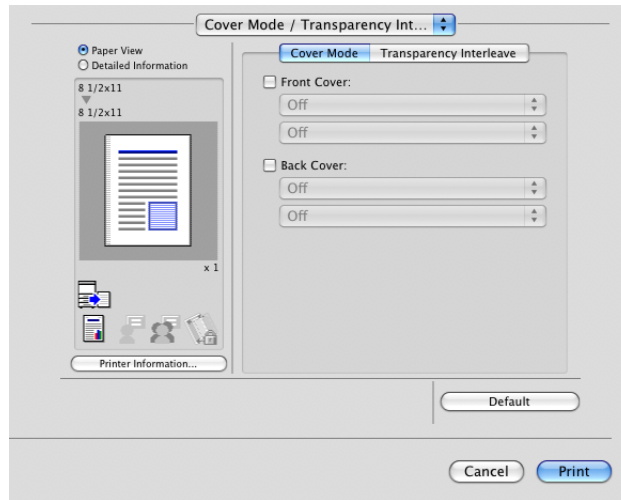 Cover Mode / Transparency Int...
Paper View
Detailed Information
8 1/2x11
8 1/2x11
x 1
Printer Information...
Cover Mode
Transparency Interleave
Front Cover:
Off
Off
Back Cover:
Off
Off
Default
Cancel
Print